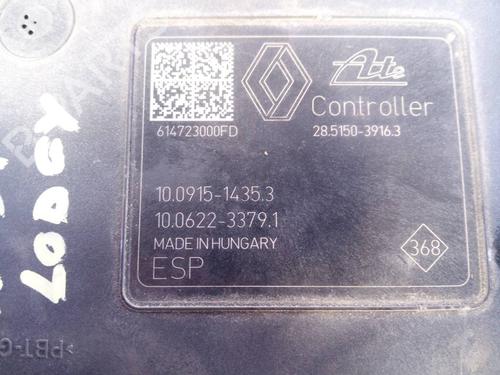 614723000FD
Ate
Controller
28.5150-3916.3
10.0915-1435.3
10.0622-3379.1
MADE IN HUNGARY
ESP
368
LODGY
>PBT-G